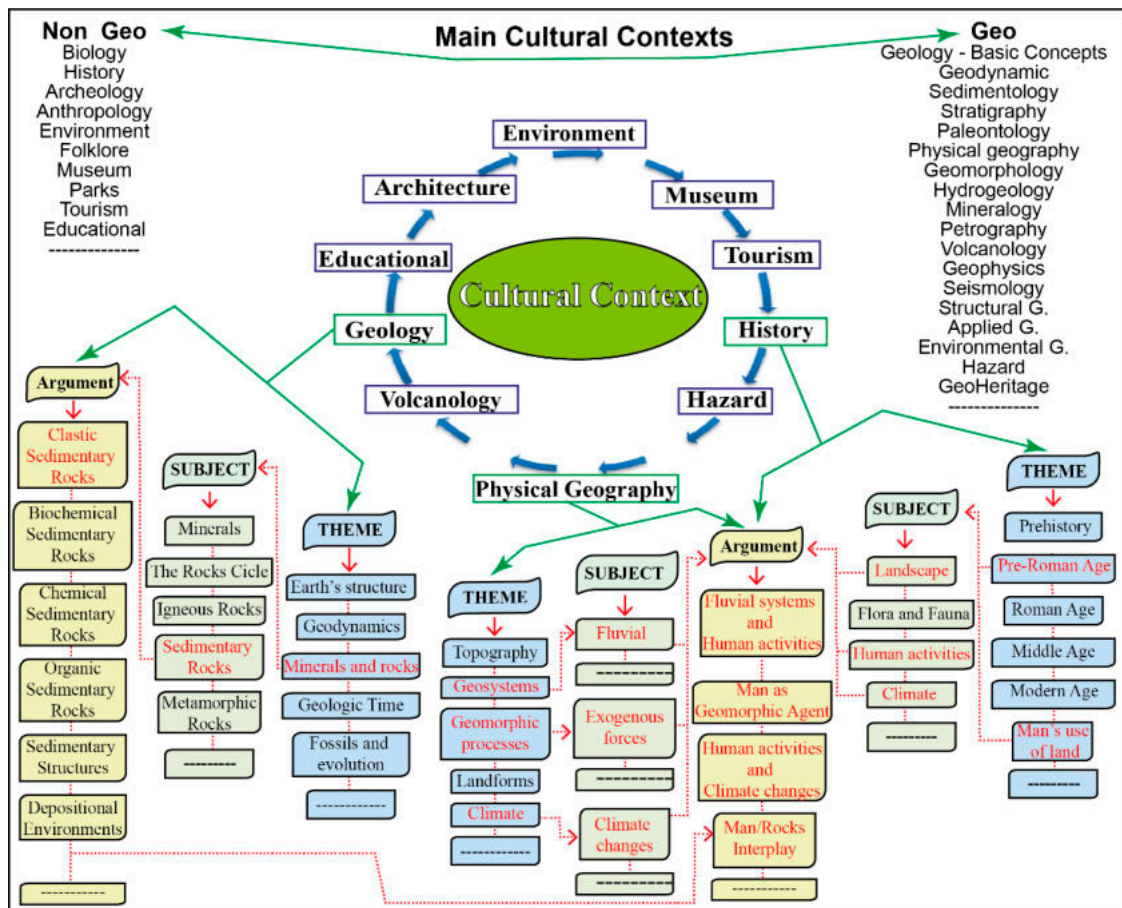 Main Cultural Contexts
Non Geo
Biology
History
Archeology
Anthropology
Environment
Folklore
Museum
Parks
Tourism
Educational
--------------
Geo
Geology - Basic Concepts
Geodynamic
Sedimentology
Stratigraphy
Paleontology
Physical geography
Geomorphology
Hydrogeology
Mineralogy
Petrography
Volcanology
Geophysics
Seismology
Structural G.
Applied G.
Environmental G.
Hazard
GeoHeritage
--------------
Environment
Museum
Tourism
History
Hazard
Physical Geography
Volcanology
Geology
Educational
Architecture
Cultural Context
Argument
Clastic
Sedimentary
Rocks
Biochemical
Sedimentary
Rocks
Chemical
Sedimentary
Rocks
Organic
Sedimentary
Rocks
Sedimentary
Structures
Depositional
Environments
-----------
SUBJECT
Minerals
The Rocks Cicle
Igneous Rocks
Sedimentary
Rocks
Metamorphic
Rocks
---------
THEME
Earth's structure
Geodynamics
Minerals and rocks
Geologic Time
Fossils and
evolution
------------
THEME
Topography
Geosystems
Geomorphic
processes
Landforms
Climate
------------
SUBJECT
Fluvial
----------
Exogenous
forces
----------
Climate
changes
----------
Argument
Fluvial systems
and
Human activities
Man as
Geomorphic Agent
Human activities
and
Climate changes
Man/Rocks
Interplay
-----------
SUBJECT
Landscape
Flora and Fauna
Human activities
Climate
---------
THEME
Prehistory
Pre-Roman Age
Roman Age
Middle Age
Modern Age
Man's use
of land
---------